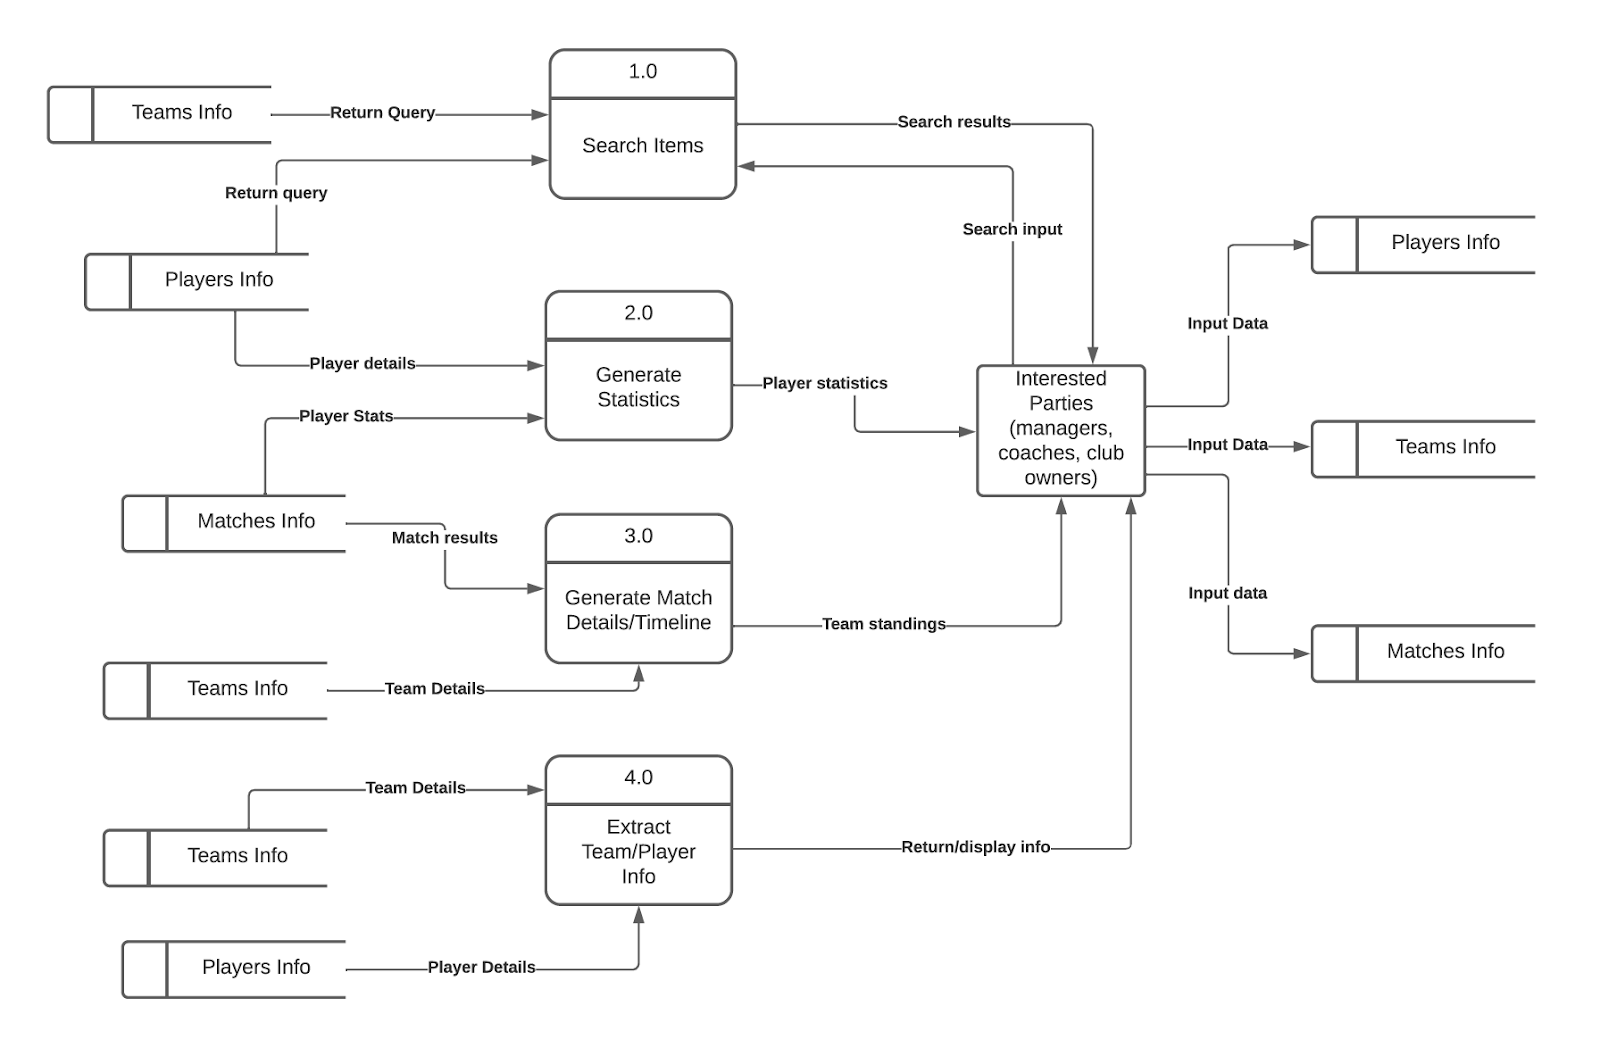 1.0
Search Items
Teams Info
Return Query
Return query
Players Info
Search results
Search input
2.0
Generate
Statistics
Player details
Player Stats
Player statistics
Matches Info
Match results
3.0
Generate Match
Details/Timeline
Team standings
Teams Info
Team Details
4.0
Extract
Team/Player
Info
Team Details
Teams Info
Return/display info
Players Info
Player Details
Interested
Parties
(managers,
coaches, club
owners)
Input Data
Players Info
Input Data
Teams Info
Input data
Matches Info